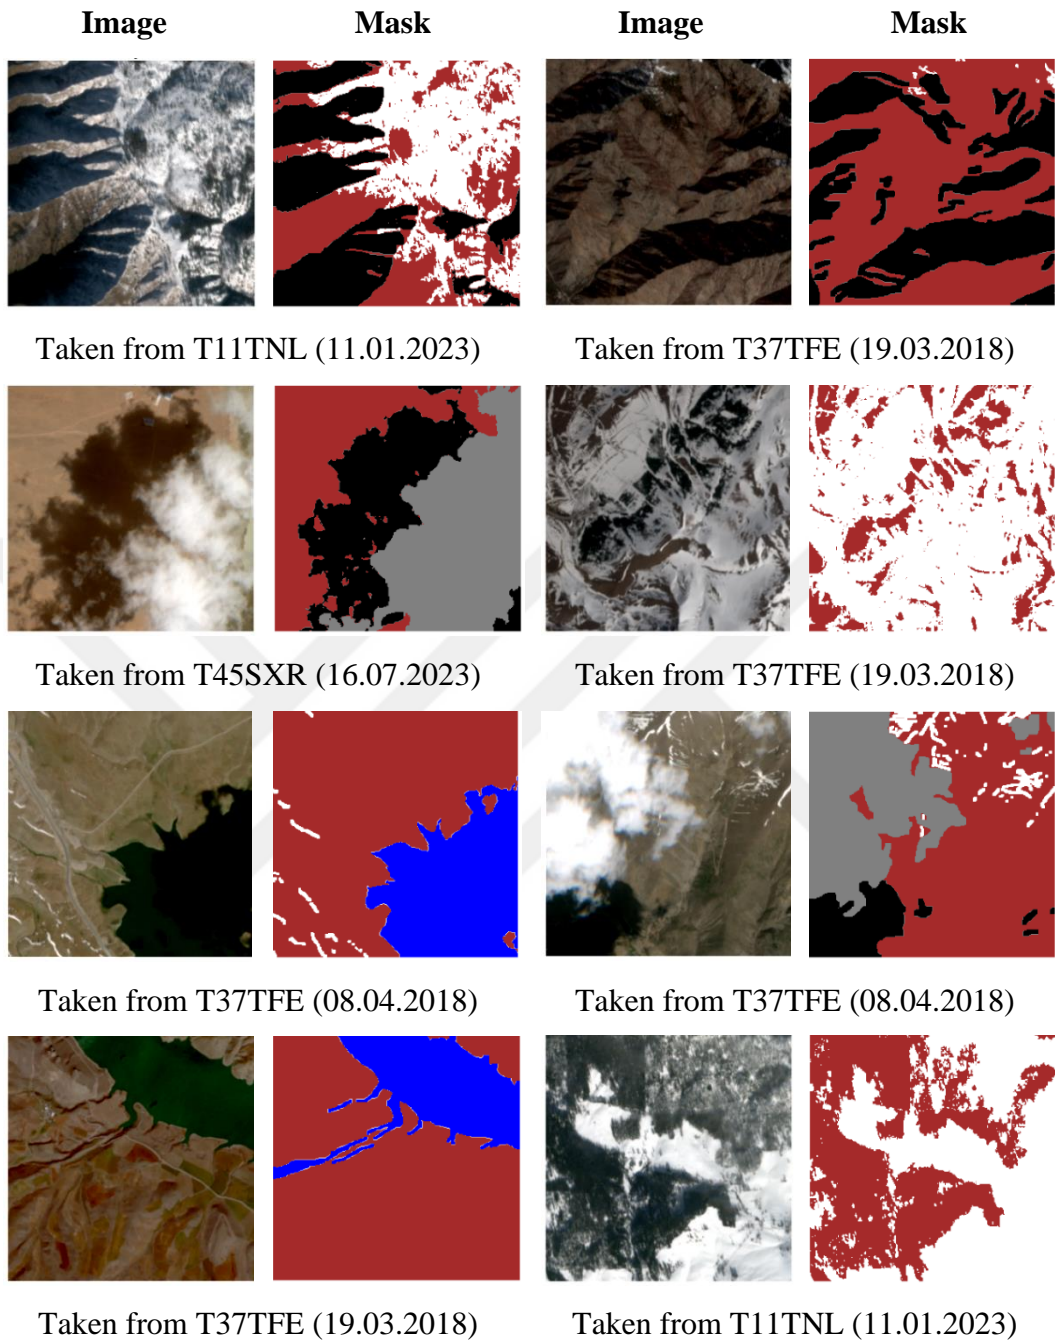 Image Mask Image Mask
Taken from T11TNL (11.01.2023) Taken from T37TFE (19.03.2018)
Taken from T45SXR (16.07.2023) Taken from T37TFE (19.03.2018)
Taken from T37TFE (08.04.2018) Taken from T37TFE (08.04.2018)
Taken from T37TFE (19.03.2018) Taken from T11TNL (11.01.2023)